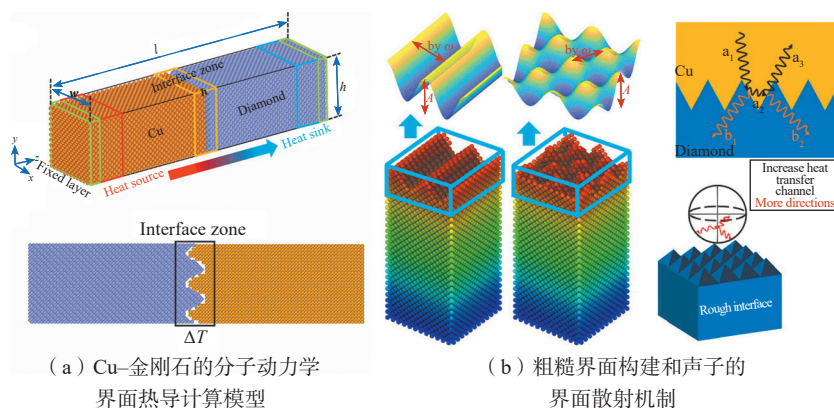 l
w
Interface zone
h
h
Cu
Diamond
y
z
x
Fixed layer
Heat source
Heat sink
Interface zone
ΔT
（a）Cu–金刚石的分子动力学
界面热导计算模型
by ω
A
by ω
A
a1
a3
Cu
a2
b1
b2
Diamond
Increase heat
transfer
channel
More directions
Rough interface
（b）粗糙界面构建和声子的
界面散射机制